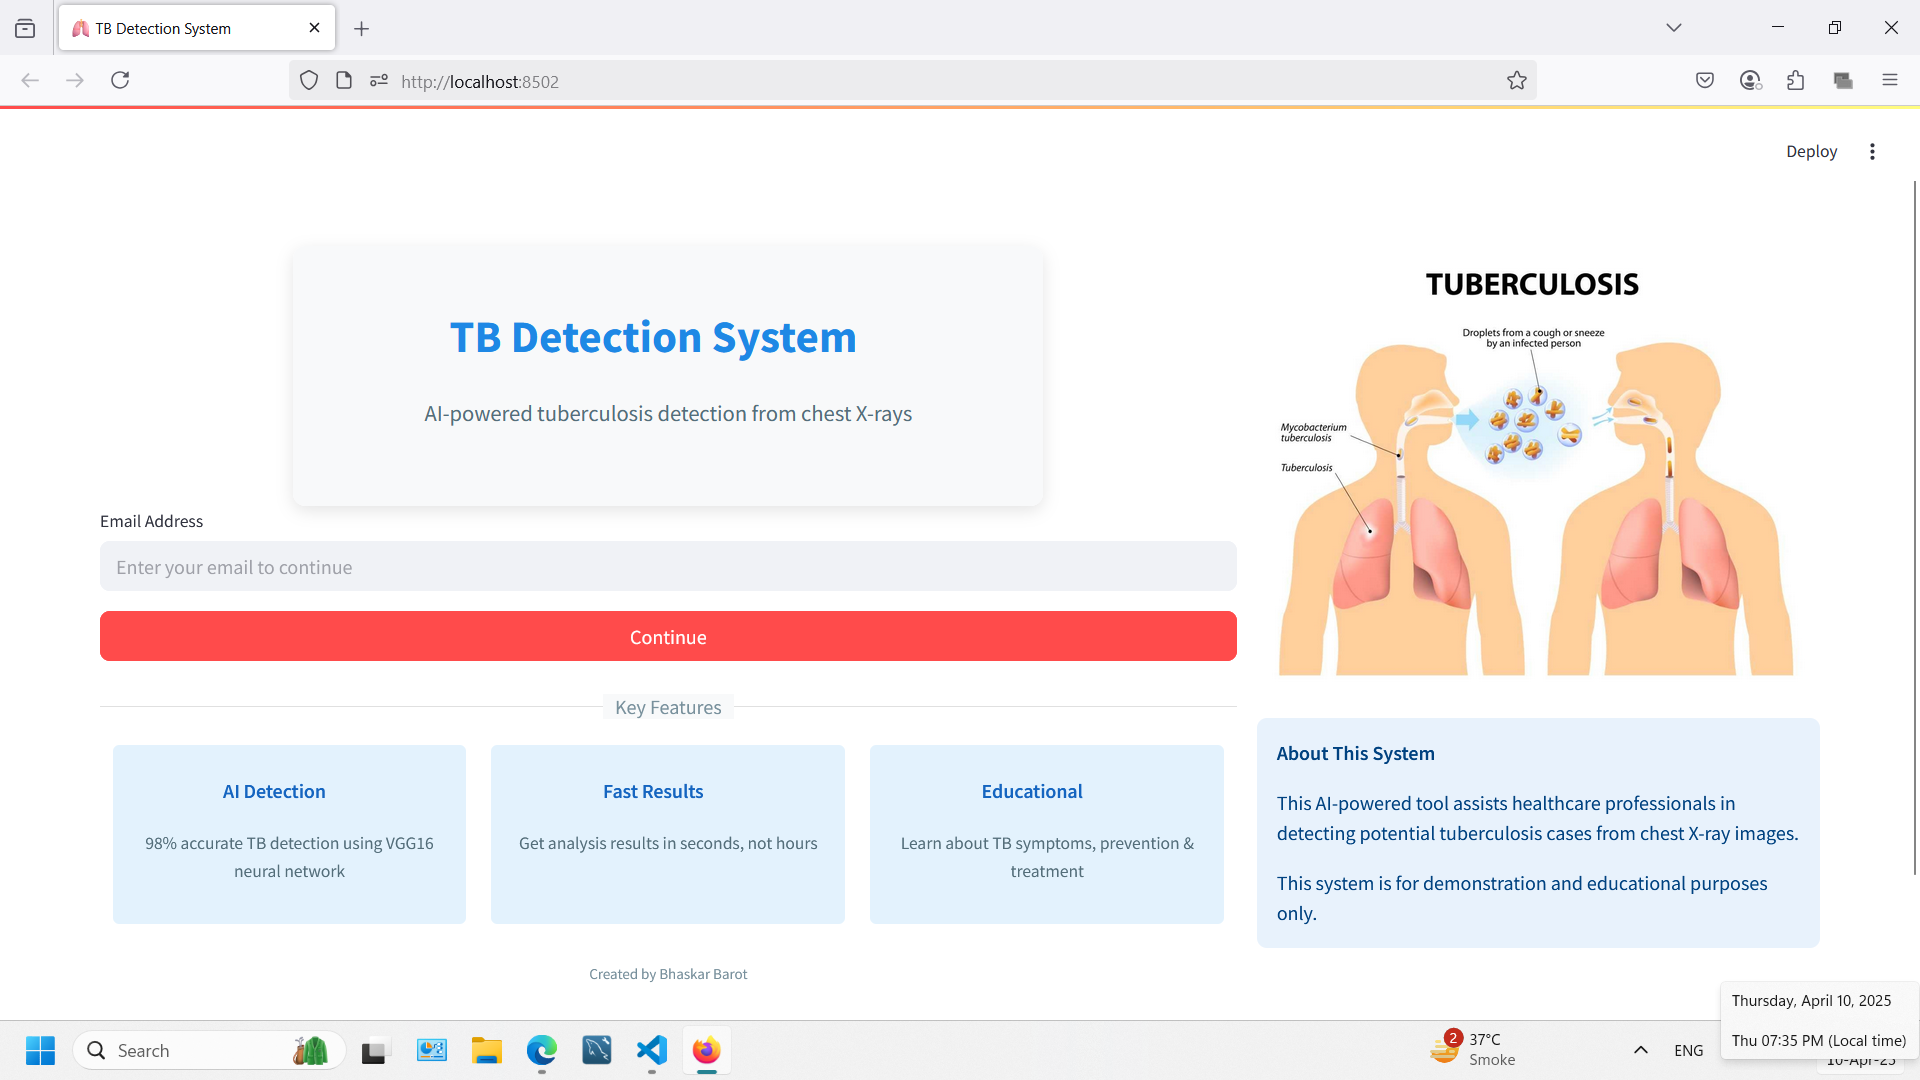 TB Detection System
http://localhost:8502
Deploy
TB Detection System
AI-powered tuberculosis detection from chest X-rays
Email Address
Enter your email to continue
Continue
Key Features
AI Detection
98% accurate TB detection using VGG16
neural network
Fast Results
Get analysis results in seconds, not hours
Educational
Learn about TB symptoms, prevention &
treatment
Created by Bhaskar Barot
TUBERCULOSIS
Droplets from a cough or sneeze
by an infected person
Mycobacterium
tuberculosis
Tuberculosis
About This System
This AI-powered tool assists healthcare professionals in
detecting potential tuberculosis cases from chest X-ray images.
This system is for demonstration and educational purposes
only.
Thursday, April 10, 2025
Thu 07:35 PM (Local time)
Search
2
37°C
Smoke
ENG
10-Apr-25